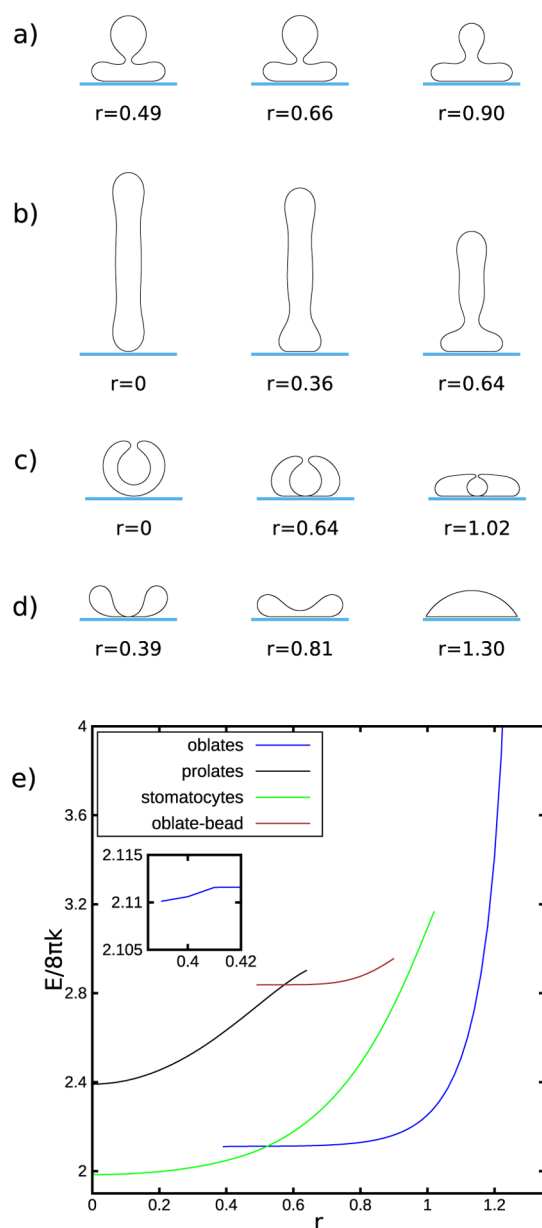 a)
r=0.49 r=0.66 r=0.90
b)
r=0 r=0.36 r=0.64
c)
r=0 r=0.64 r=1.02
d)
r=0.39 r=0.81 r=1.30
e)
4
oblates
prolates
3.6
stomatocytes
oblate-bead
2.115
3.2
2.11
2.105
0.4 0.42
E/8πk
2.8
2.4
2
0 0.2 0.4 0.6 0.8 1 1.2
r